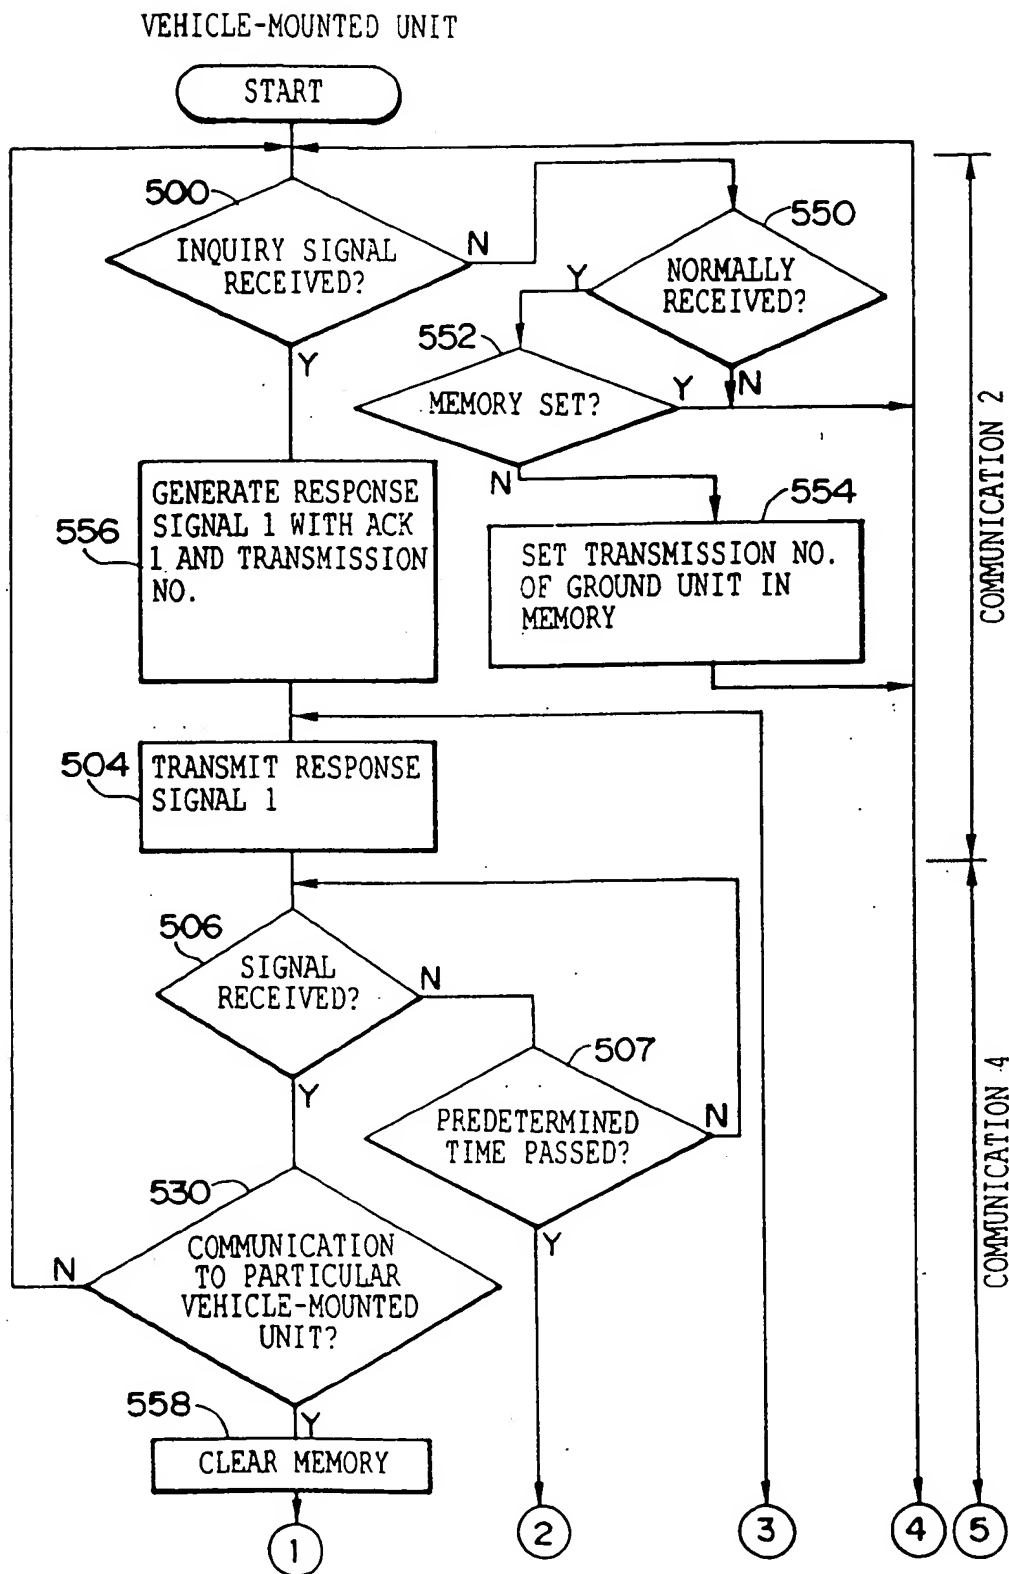 VEHICLE-MOUNTED UNIT
START
500
INQUIRY SIGNAL
RECEIVED?
N
Y
550
NORMALLY
RECEIVED?
Y
N
552
MEMORY SET?
Y
N
554
SET TRANSMISSION NO.
OF GROUND UNIT IN
MEMORY
556
GENERATE RESPONSE
SIGNAL 1 WITH ACK
1 AND TRANSMISSION
NO.
504
TRANSMIT RESPONSE
SIGNAL 1
COMMUNICATION 2
506
SIGNAL
RECEIVED?
N
Y
507
PREDETERMINED
TIME PASSED?
N
Y
530
COMMUNICATION
TO PARTICULAR
VEHICLE-MOUNTED
UNIT?
N
Y
558
CLEAR MEMORY
COMMUNICATION 4
1
2
3
4
5